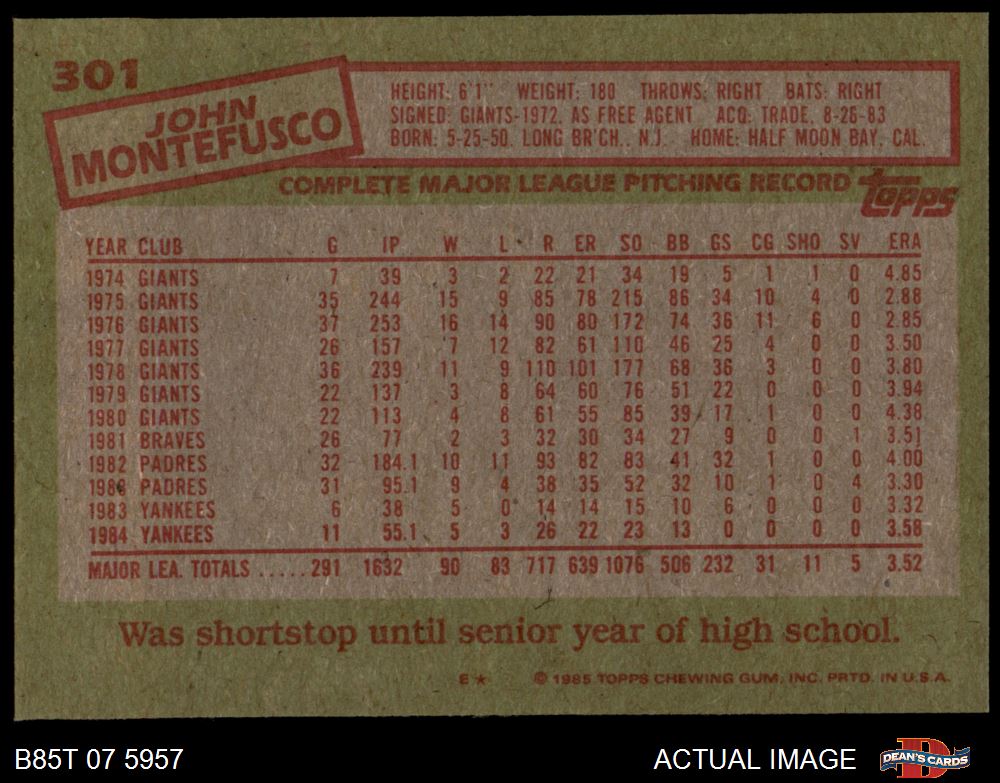 301
JOHN
MONTEFUSCO
HEIGHT: 6'1" WEIGHT: 180 THROWS: RIGHT BATS: RIGHT
SIGNED: GIANTS-1972, AS FREE AGENT ACQ: TRADE, 8-26-83
BORN: 5-25-50, LONG BR'CH., N.J. HOME: HALF MOON BAY, CAL.
COMPLETE MAJOR LEAGUE PITCHING RECORD
Topps
YEAR CLUB G IP W L R ER SO BB GS CG SHO SV ERA
1974 GIANTS 7 39 3 2 22 21 34 19 5 1 1 0 4.85
1975 GIANTS 35 244 15 9 85 78 215 86 34 10 4 0 2.88
1976 GIANTS 37 253 16 14 90 80 172 74 36 11 6 0 2.85
1977 GIANTS 26 157 7 12 82 61 110 46 25 4 0 0 3.50
1978 GIANTS 36 239 11 9 110 101 177 68 36 3 0 0 3.80
1979 GIANTS 22 137 3 8 64 60 76 51 22 0 0 0 3.94
1980 GIANTS 22 113 4 8 61 55 85 39 17 1 0 0 4.38
1981 BRAVES 26 77 2 3 32 30 34 27 9 0 0 1 3.51
1982 PADRES 32 184.1 10 11 93 82 83 41 32 1 0 0 4.00
1983 PADRES 31 95.1 9 4 38 35 52 32 10 1 0 4 3.30
1983 YANKEES 6 38 5 0 14 14 15 10 6 0 0 0 3.32
1984 YANKEES 11 55.1 5 3 26 22 23 13 0 0 0 0 3.58
MAJOR LEA. TOTALS .....291 1632 90 83 717 639 1076 506 232 31 11 5 3.52
Was shortstop until senior year of high school.
E★ © 1985 TOPPS CHEWING GUM, INC. PRTD. IN U.S.A.
B85T 07 5957 ACTUAL IMAGE D DEAN'S CARDS